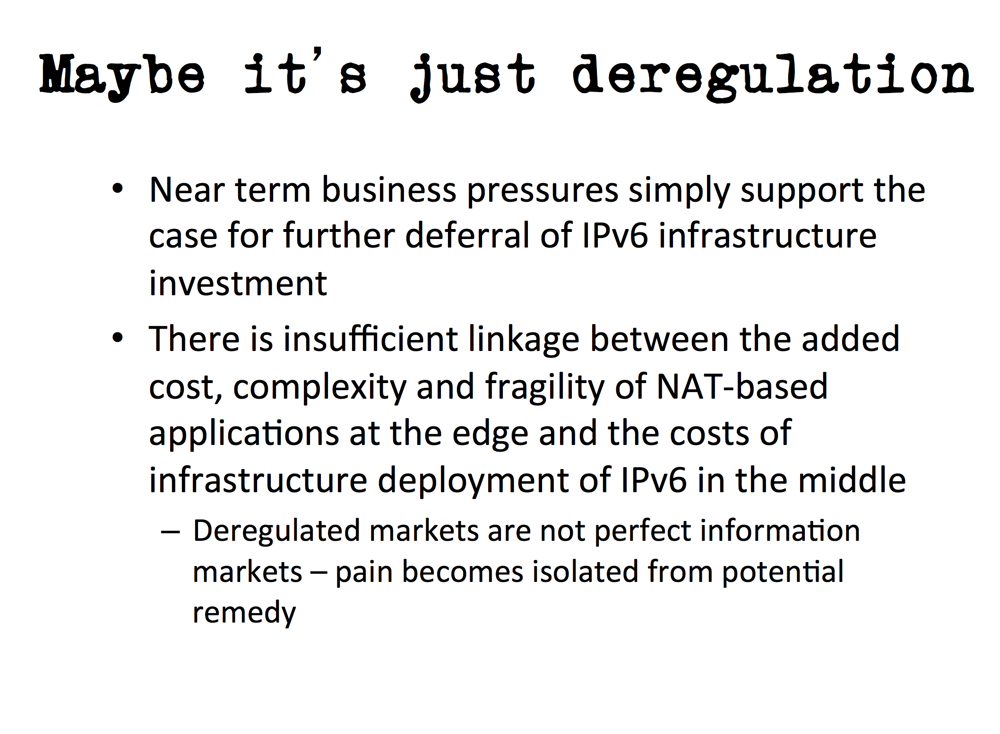 Maybe it's just deregulation
• Near term business pressures simply support the
case for further deferral of IPv6 infrastructure
investment
• There is insufficient linkage between the added
cost, complexity and fragility of NAT-based
applications at the edge and the costs of
infrastructure deployment of IPv6 in the middle
– Deregulated markets are not perfect information
markets – pain becomes isolated from potential
remedy